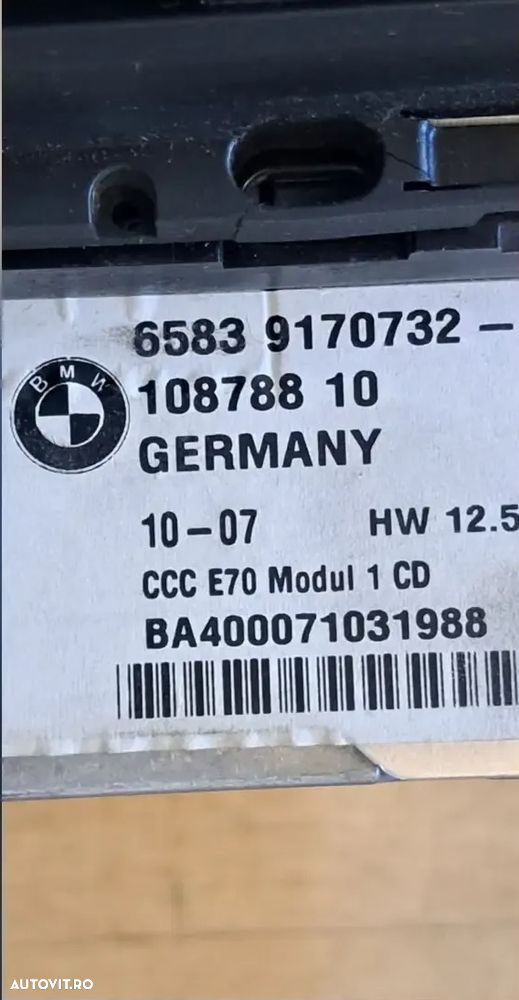 6583 9170732 -
BMW
108788 10
GERMANY
10-07 HW 12.5
CCC E70 Modul 1 CD
BA400071031988
AUTOVIT.RO